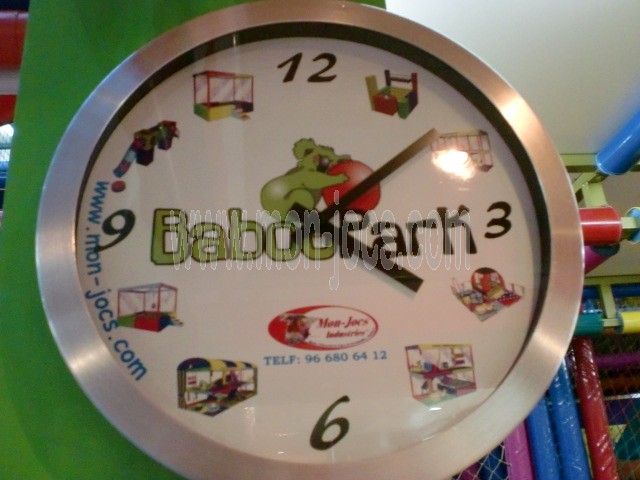 12
www.mon-jocs.com
9
BabooPark
3
www.mon-jocs.com
Mon-Jocs
Industries
TELF: 96 680 64 12
6